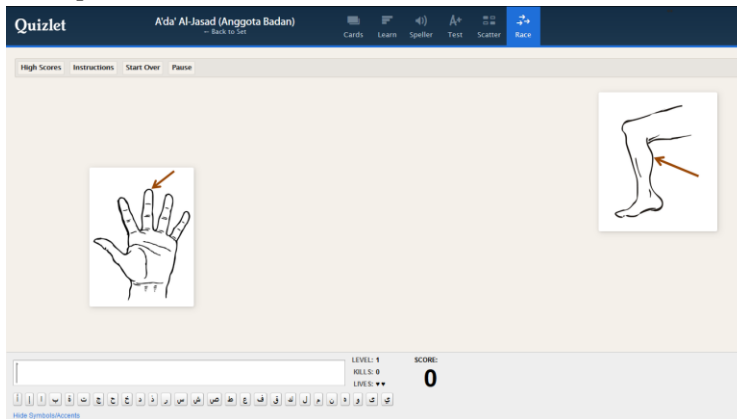 Quizlet
A'da' Al-Jasad (Anggota Badan)
← Back to Set
Cards Learn Speller Test Scatter Race
High Scores Instructions Start Over Pause
LEVEL: 1
KILLS: 0
LIVES: ♥♥
SCORE:
0
Hide Symbols/Accents